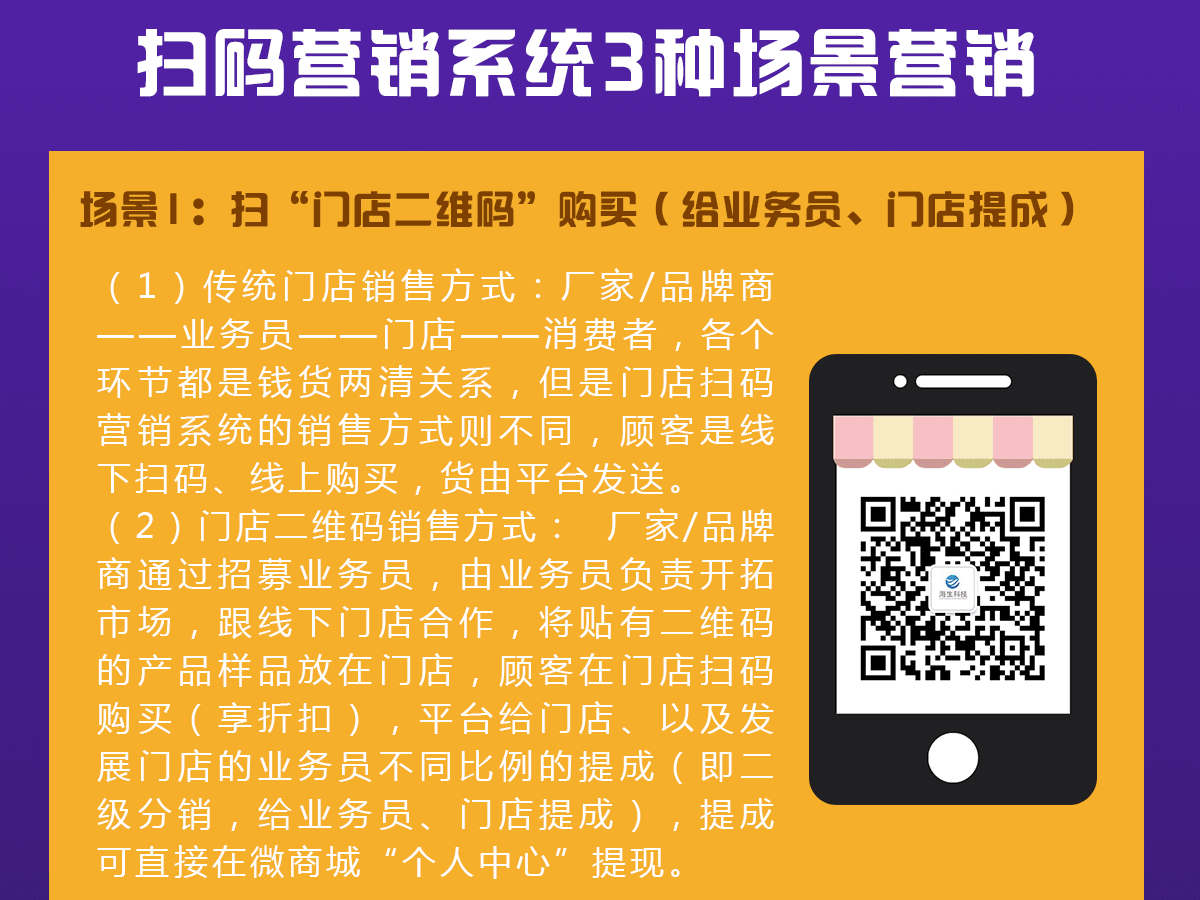 扫码营销系统3种场景营销
场景1：扫“门店二维码”购买（给业务员、门店提成）
（1）传统门店销售方式：厂家/品牌商
——业务员——门店——消费者，各个
环节都是钱货两清关系，但是门店扫码
营销系统的销售方式则不同，顾客是线
下扫码、线上购买，货由平台发送。
（2）门店二维码销售方式： 厂家/品牌
商通过招募业务员，由业务员负责开拓
市场，跟线下门店合作，将贴有二维码
的产品样品放在门店，顾客在门店扫码
购买（享折扣），平台给门店、以及发
展门店的业务员不同比例的提成（即二
级分销，给业务员、门店提成），提成
可直接在微商城“个人中心”提现。
海生科技